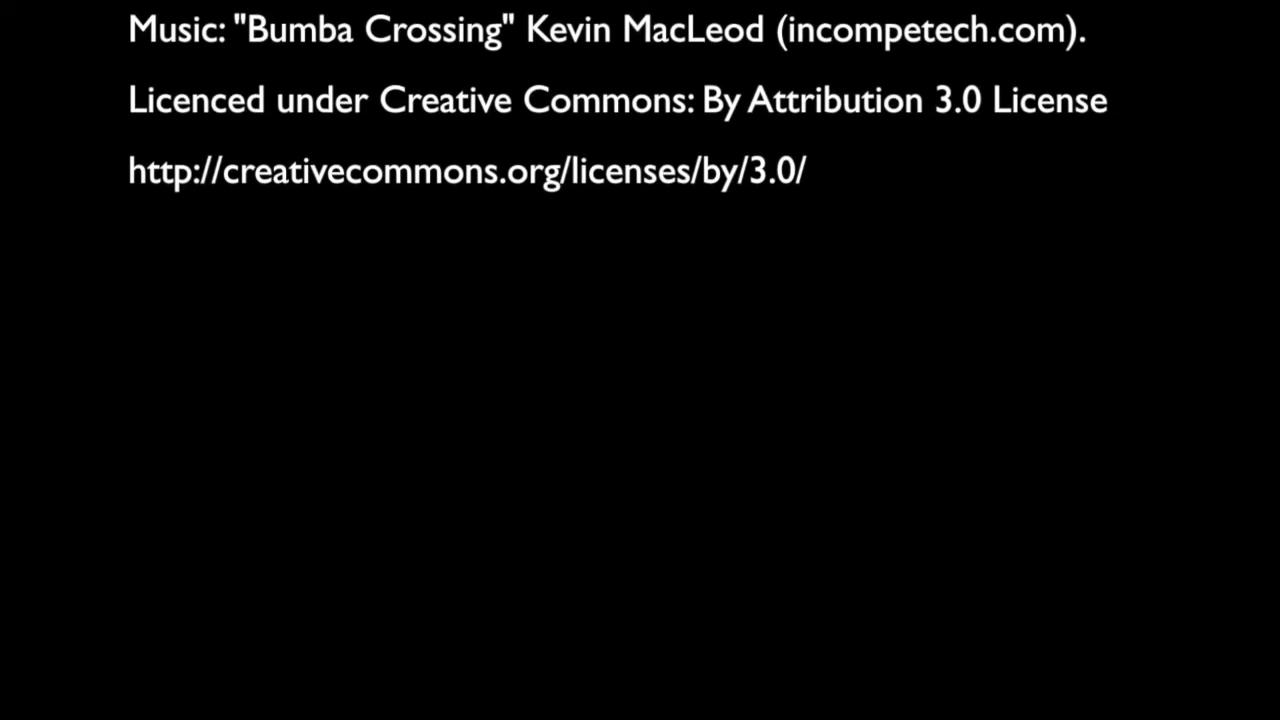 Music: "Bumba Crossing" Kevin MacLeod (incompetech.com).
Licenced under Creative Commons: By Attribution 3.0 License
http://creativecommons.org/licenses/by/3.0/